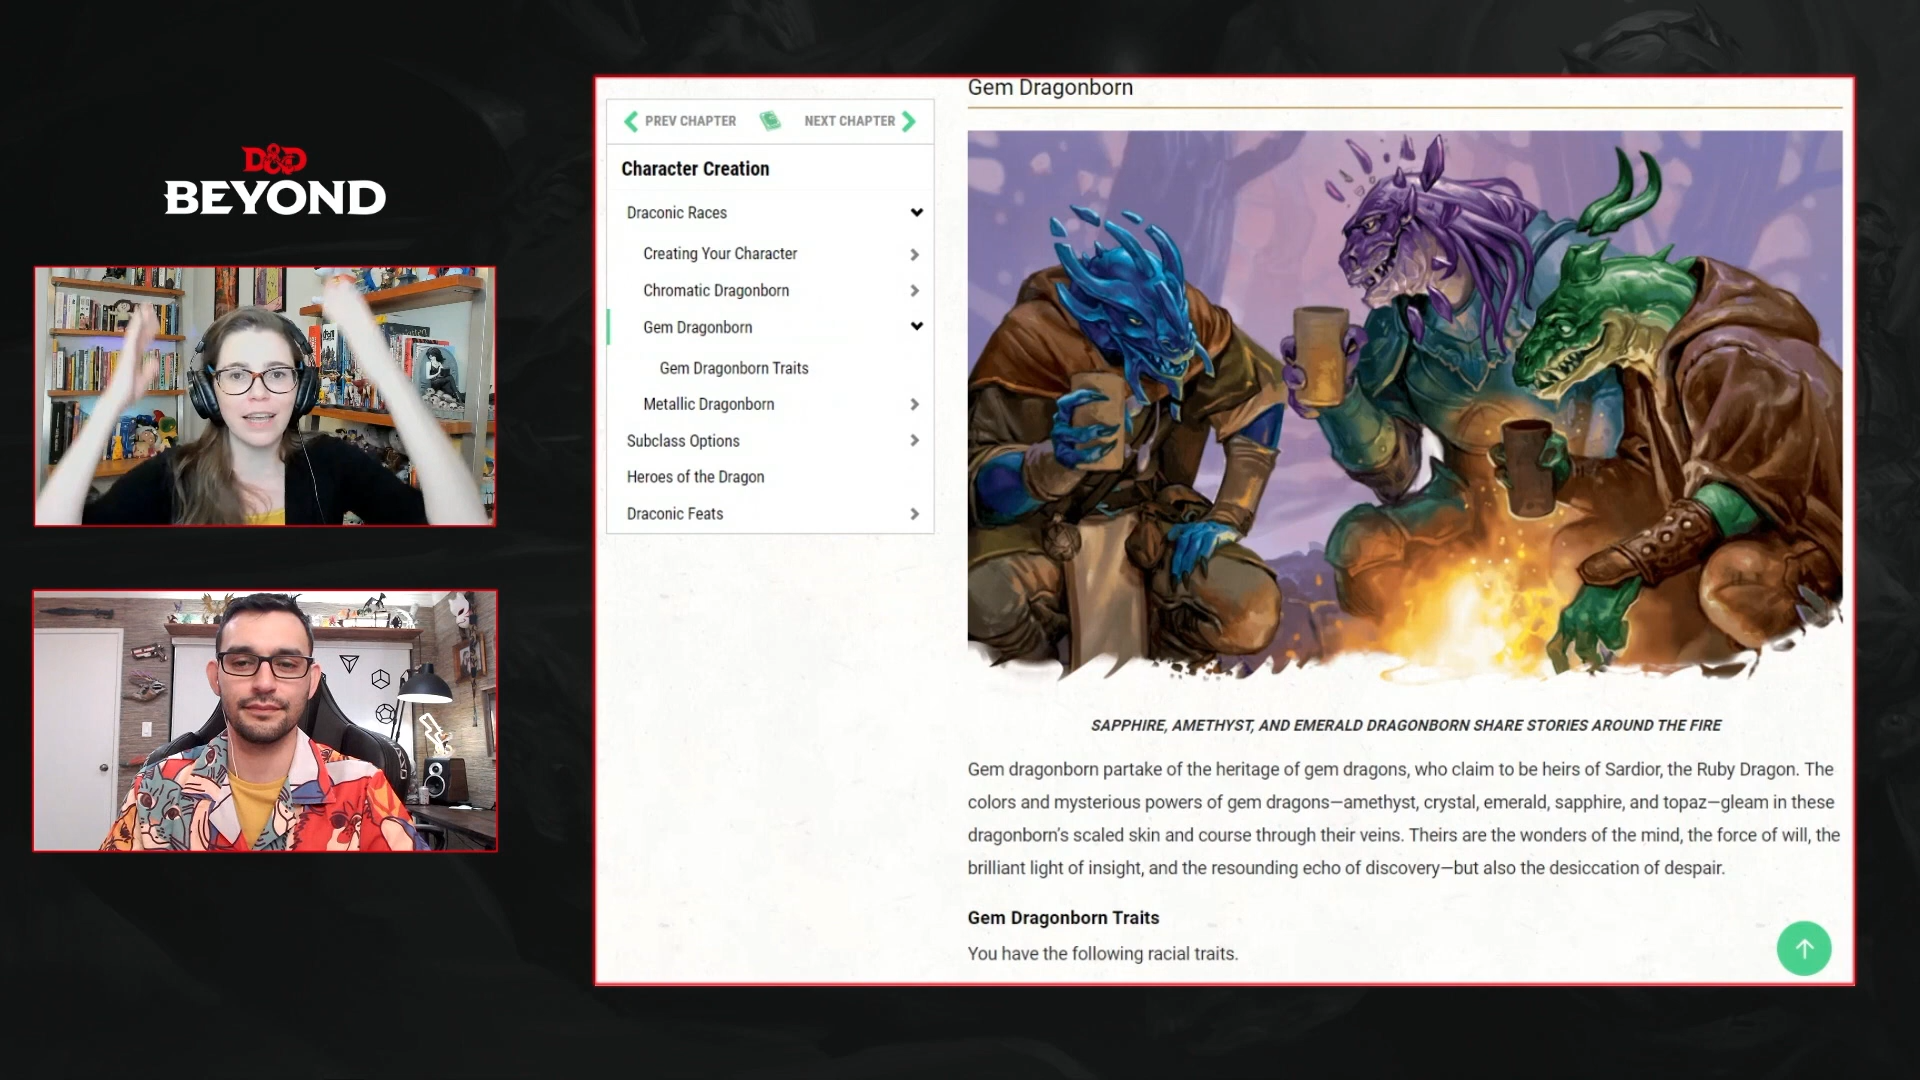 D&D
BEYOND
PREV CHAPTER
NEXT CHAPTER
Character Creation
Draconic Races
Creating Your Character
Chromatic Dragonborn
Gem Dragonborn
Gem Dragonborn Traits
Metallic Dragonborn
Subclass Options
Heroes of the Dragon
Draconic Feats
Gem Dragonborn
SAPPHIRE, AMETHYST, AND EMERALD DRAGONBORN SHARE STORIES AROUND THE FIRE
Gem dragonborn partake of the heritage of gem dragons, who claim to be heirs of Sardior, the Ruby Dragon. The
colors and mysterious powers of gem dragons—amethyst, crystal, emerald, sapphire, and topaz—gleam in these
dragonborn's scaled skin and course through their veins. Theirs are the wonders of the mind, the force of will, the
brilliant light of insight, and the resounding echo of discovery—but also the desiccation of despair.
Gem Dragonborn Traits
You have the following racial traits.